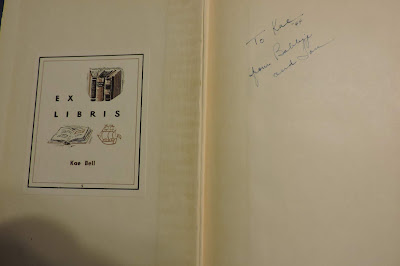 EX
LIBRIS
Kae Bell
To Kae
from
and